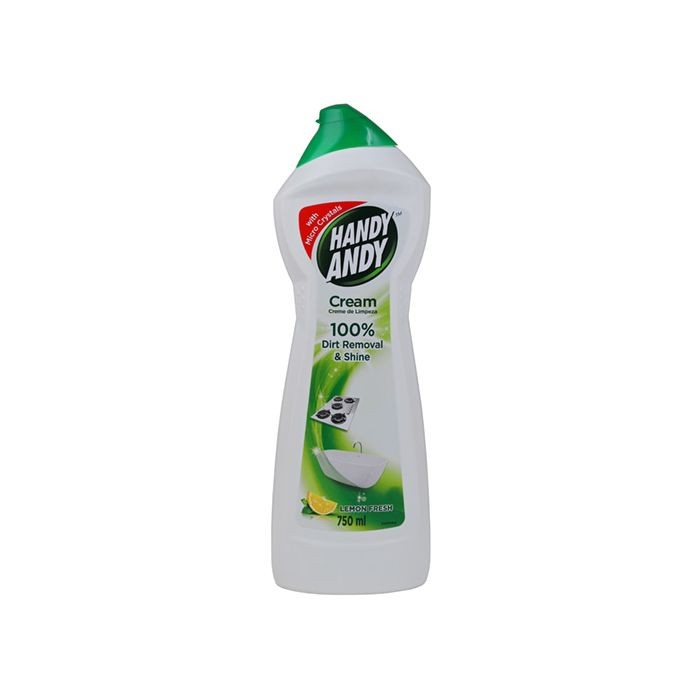 with
Micro Crystals
HANDY
ANDY
TM
Cream
Creme de Limpeza
100%
Dirt Removal
& Shine
LEMON FRESH
750 ml